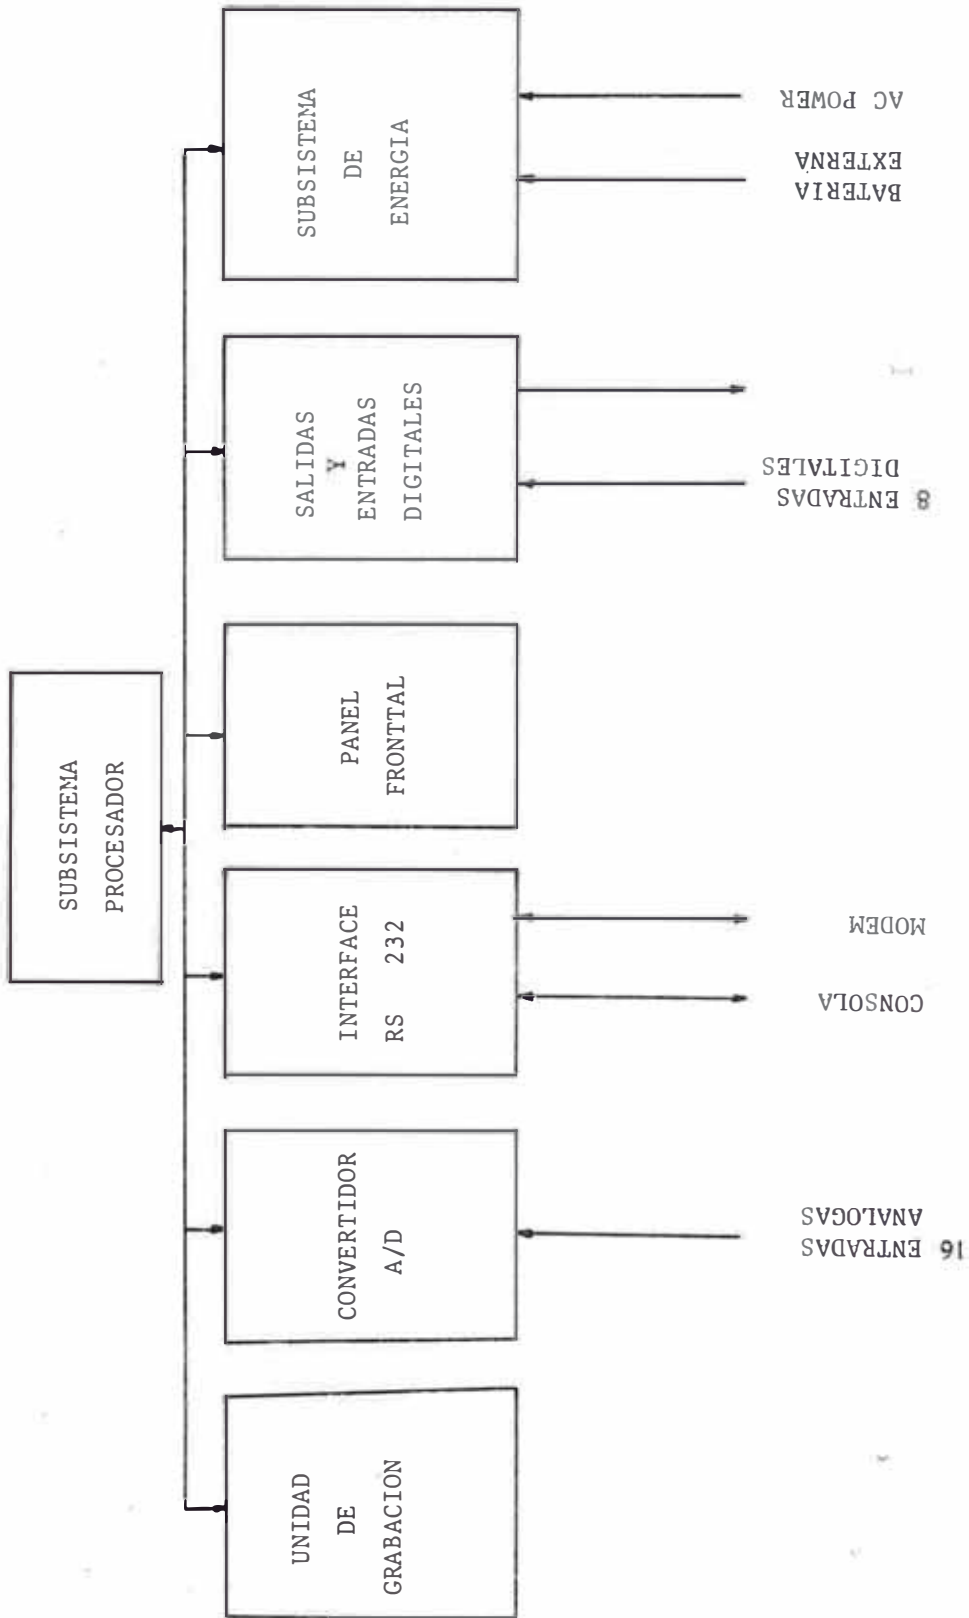 SUBSISTEMA
PROCESADOR
UNIDAD
DE
GRABACION
CONVERTIDOR
A/D
INTERFACE
RS 232
PANEL
FRONTTAL
SALIDAS
Y
ENTRADAS
DIGITALES
SUBSISTEMA
DE
ENERGIA
16 ENTRADAS
ANALOGAS
CONSOLA
MODEM
8 ENTRADAS
DIGITALES
BATERIA
EXTERNA
AC POWER